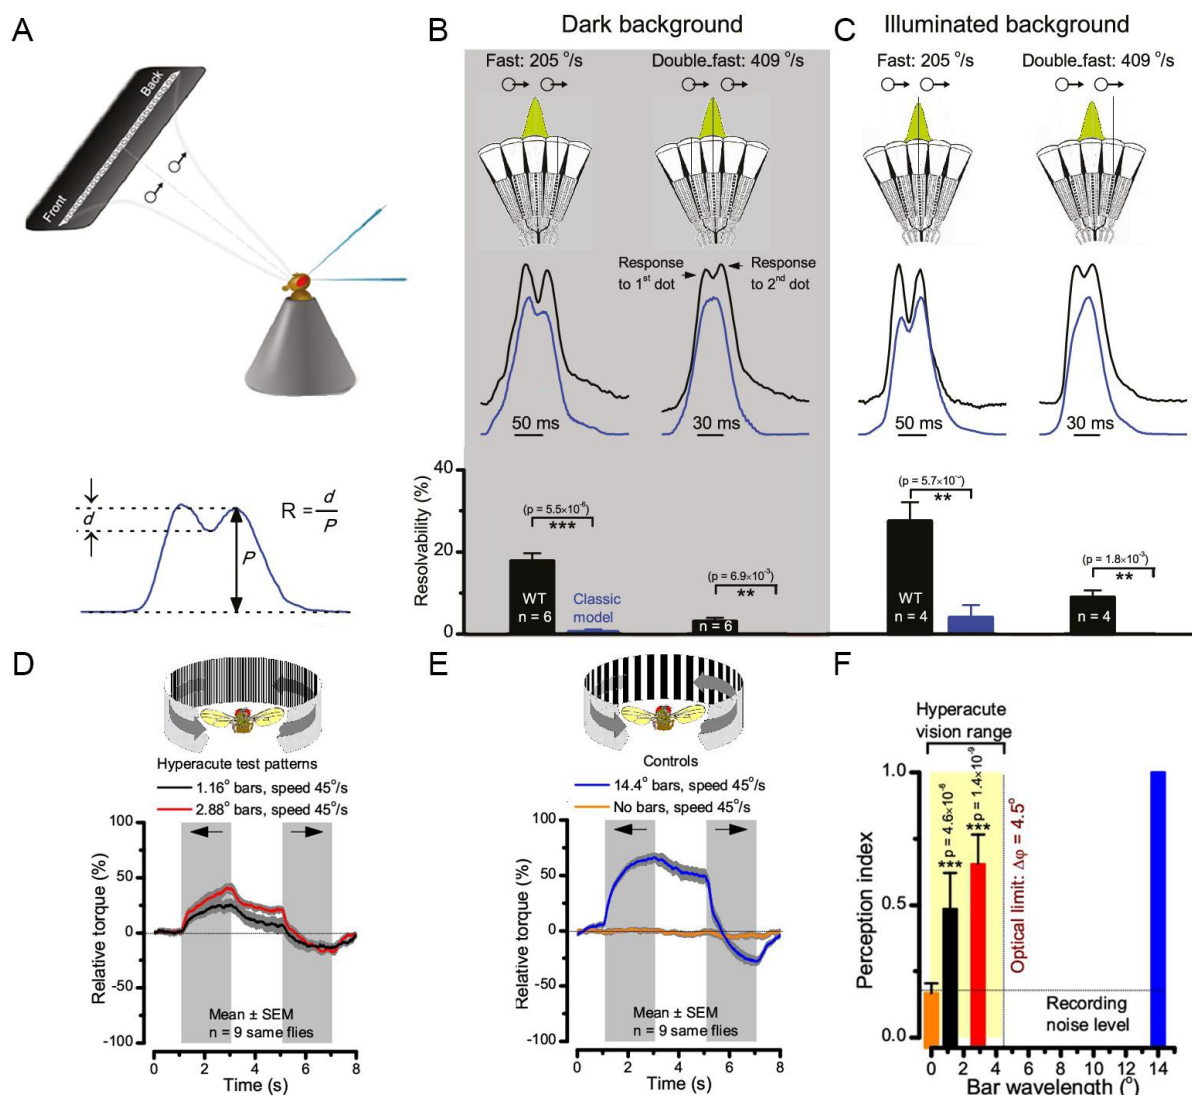 A
Back
Front
d
P
R = d/P
B
Dark background
Fast: 205 °/s
Double fast: 409 °/s
Response
to 1st dot
Response
to 2nd dot
50 ms
30 ms
Resolvability (%)
40
20
0
(p = 5.5×10-6)
***
WT
n = 6
Classic
model
(p = 6.9×10-3)
**
n = 6
C
Illuminated background
Fast: 205 °/s
Double fast: 409 °/s
50 ms
30 ms
(p = 5.7×10
**
WT
n = 4
(p = 1.8×10-3)
**
n = 4
D
Hyperacute test patterns
1.16° bars, speed 45°/s
2.88° bars, speed 45°/s
Relative torque (%)
100
50
0
-50
-100
Mean ± SEM
n = 9 same flies
0 2 4 6 8
Time (s)
E
Controls
14.4° bars, speed 45°/s
No bars, speed 45°/s
Relative torque (%)
100
50
0
-50
-100
Mean ± SEM
n = 9 same flies
0 2 4 6 8
Time (s)
F
Hyperacute
vision range
Perception index
1.0
0.5
0.0
*** p = 4.6×10-6
*** p = 1.4×10-9
Optical limit: Δφ = 4.5°
Recording
noise level
0 2 4 6 8 10 12 14
Bar wavelength (°)